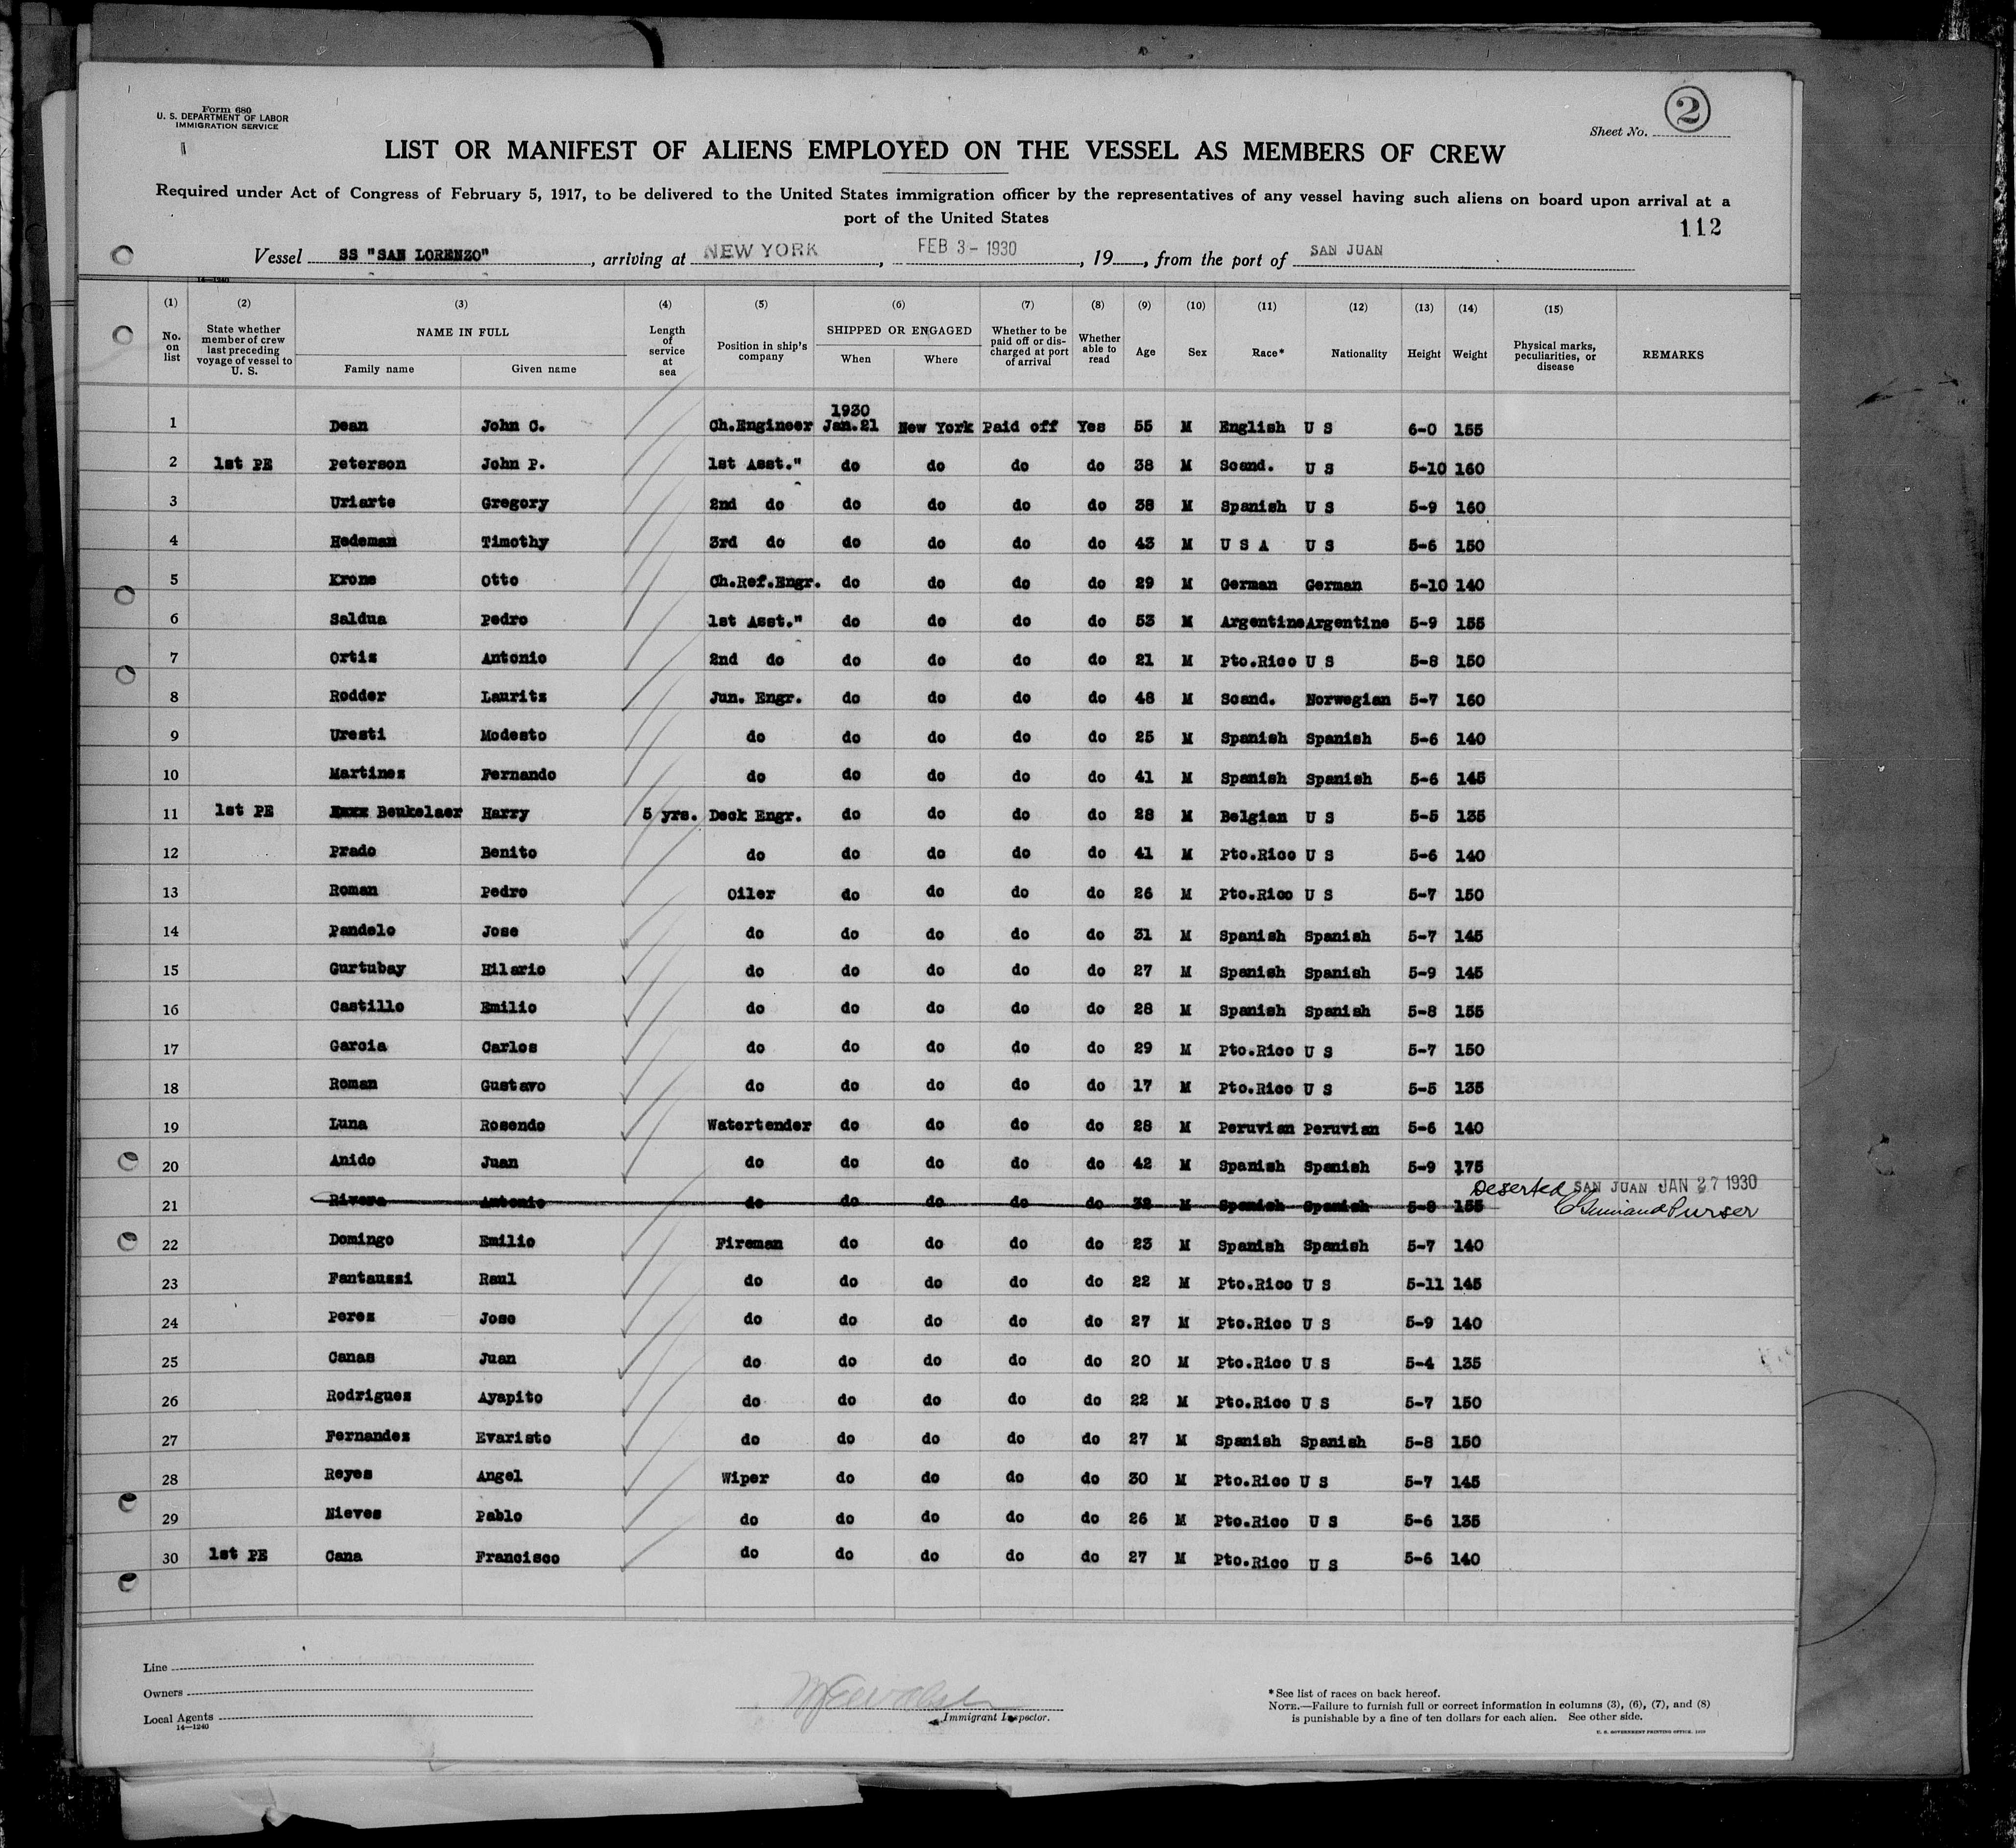 Form 680
U. S. DEPARTMENT OF LABOR
IMMIGRATION SERVICE
Sheet No. 2
LIST OR MANIFEST OF ALIENS EMPLOYED ON THE VESSEL AS MEMBERS OF CREW
Required under Act of Congress of February 5, 1917, to be delivered to the United States immigration officer by the representatives of any vessel having such aliens on board upon arrival at a
port of the United States
112
Vessel SS "SAN LORENZO", arriving at NEW YORK, FEB 3-1930, 19, from the port of SAN JUAN
14—1240
(1) (2) (3) (4) (5) (6) (7) (8) (9) (10) (11) (12) (13) (14) (15)
No. on list State whether member of crew last preceding voyage of vessel to U. S. NAME IN FULL Family name Given name Length of service at sea Position in ship's company SHIPPED OR ENGAGED When Where Whether to be paid off or discharged at port of arrival Whether able to read Age Sex Race* Nationality Height Weight Physical marks, peculiarities, or disease REMARKS
1 Dean John C. Ch.Engineer 1930 Jan.21 New York Paid off Yes 55 M English U S 6-0 155
2 1st PE Peterson John P. 1st Asst." do do do do 38 M Scand. U S 5-10 160
3 Uriarte Gregory 2nd do do do do do 38 M Spanish U S 5-9 160
4 Hedeman Timothy 3rd do do do do do 43 M U S A U S 5-6 150
5 Krone Otto Ch.Ref.Engr. do do do do 29 M German German 5-10 140
6 Saldua Pedro 1st Asst." do do do do 53 M Argentine Argentine 5-9 155
7 Ortiz Antonio 2nd do do do do do 21 M Pto.Rico U S 5-8 150
8 Rodder Lauritz Jun. Engr. do do do do 48 M Scand. Norwegian 5-7 160
9 Uresti Modesto do do do do do 25 M Spanish Spanish 5-6 140
10 Martinez Fernando do do do do do 41 M Spanish Spanish 5-6 145
11 1st PE Beukelaer Harry 5 yrs. Deck Engr. do do do do 28 M Belgian U S 5-5 135
12 Prado Benito do do do do do 41 M Pto.Rico U S 5-6 140
13 Roman Pedro Oiler do do do do 26 M Pto.Rico U S 5-7 150
14 Pandelo Jose do do do do do 31 M Spanish Spanish 5-7 145
15 Gurtubay Hilario do do do do do 27 M Spanish Spanish 5-9 145
16 Castillo Emilio do do do do do 28 M Spanish Spanish 5-8 155
17 Garcia Carlos do do do do do 29 M Pto.Rico U S 5-7 150
18 Roman Gustavo do do do do do 17 M Pto.Rico U S 5-5 135
19 Luna Rosendo Watertender do do do do 28 M Peruvian Peruvian 5-6 140
20 Anido Juan do do do do do 42 M Spanish Spanish 5-9 175
21 Rivera Antonio do do do do do 32 M Spanish Spanish 5-8 155 Deserted SAN JUAN JAN 27 1930 Purser
22 Domingo Emilio Fireman do do do do 23 M Spanish Spanish 5-7 140
23 Fantauzzi Raul do do do do do 22 M Pto.Rico U S 5-11 145
24 Perez Jose do do do do do 27 M Pto.Rico U S 5-9 140
25 Canas Juan do do do do do 20 M Pto.Rico U S 5-4 135
26 Rodriguez Ayapito do do do do do 22 M Pto.Rico U S 5-7 150
27 Fernandez Evaristo do do do do do 27 M Spanish Spanish 5-8 150
28 Reyes Angel Wiper do do do do 30 M Pto.Rico U S 5-7 145
29 Nieves Pablo do do do do do 26 M Pto.Rico U S 5-6 135
30 1st PE Cana Francisco do do do do do 27 M Pto.Rico U S 5-6 140
Line
Owners
Local Agents
14—1240
Immigrant Inspector.
*See list of races on back hereof.
NOTE.—Failure to furnish full or correct information in columns (3), (6), (7), and (8)
is punishable by a fine of ten dollars for each alien. See other side.
U. S. GOVERNMENT PRINTING OFFICE: 1929